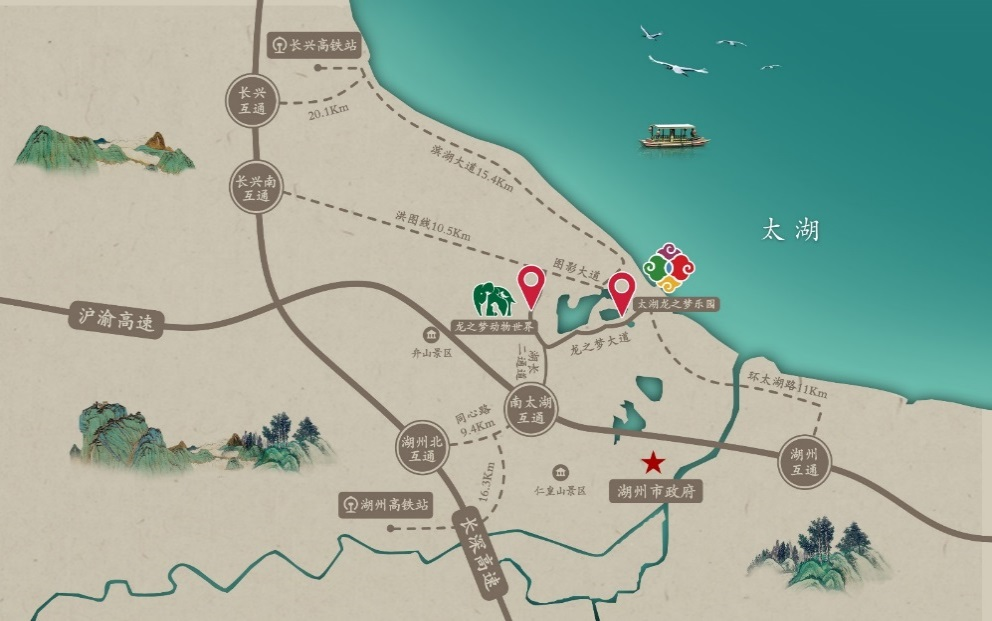 长兴高铁站
长兴
互通
20.1Km
滨湖大道15.4Km
长兴南
互通
洪图线10.5Km
太湖
图影大道
太湖龙之梦乐园
沪渝高速
龙之梦动物世界
弁山景区
龙之梦大道
湖长
二通道
环太湖路11Km
南太湖
互通
同心路
9.4Km
湖州北
互通
湖州
互通
16.3Km
仁皇山景区
湖州市政府
湖州高铁站
长深高速